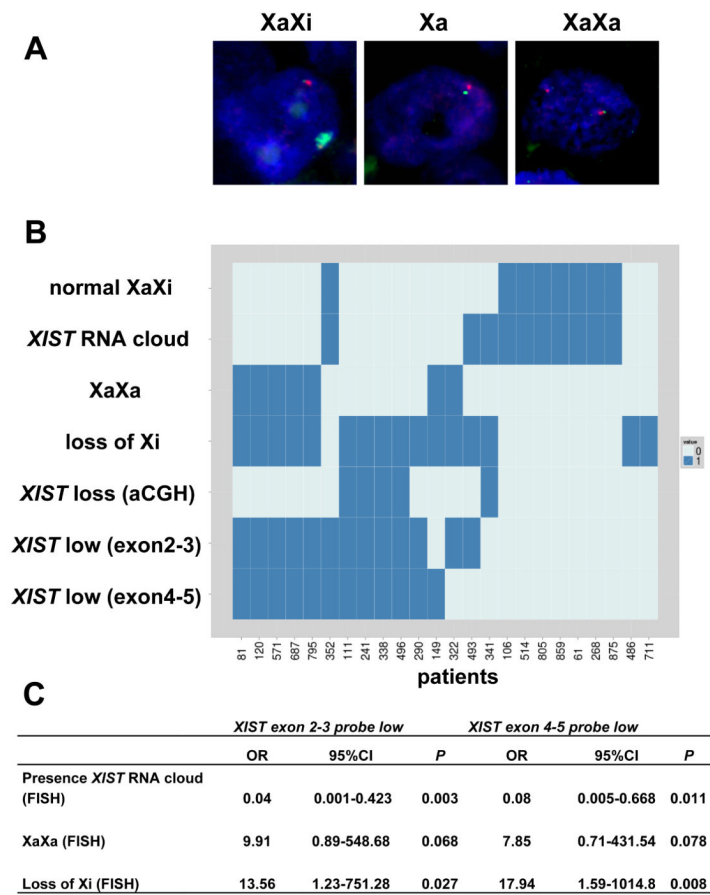 XaXi Xa XaXa
A
B
normal XaXi
XIST RNA cloud
XaXa
loss of Xi
XIST loss (aCGH)
XIST low (exon2-3)
XIST low (exon4-5)
value
0
1
81 120 571 687 795 352 111 241 338 496 290 149 322 493 341 106 514 805 859 61 268 875 486 711
patients
C
XIST exon 2-3 probe low XIST exon 4-5 probe low
OR 95%CI P OR 95%CI P
Presence XIST RNA cloud
(FISH) 0.04 0.001-0.423 0.003 0.08 0.005-0.668 0.011
XaXa (FISH) 9.91 0.89-548.68 0.068 7.85 0.71-431.54 0.078
Loss of Xi (FISH) 13.56 1.23-751.28 0.027 17.94 1.59-1014.8 0.008